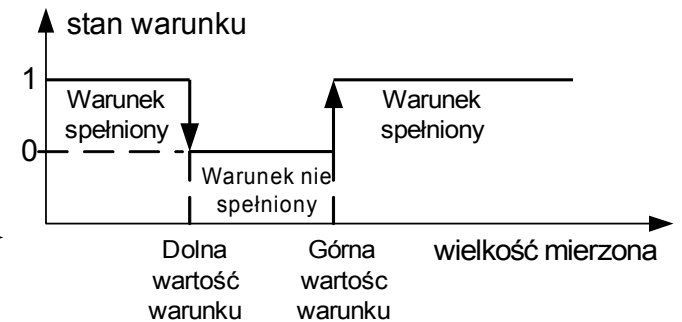 stan warunku
1
Warunek
spełniony
Warunek
spełniony
0
Warunek nie
spełniony
Dolna
wartość
warunku
Górna
wartośc
warunku
wielkość mierzona